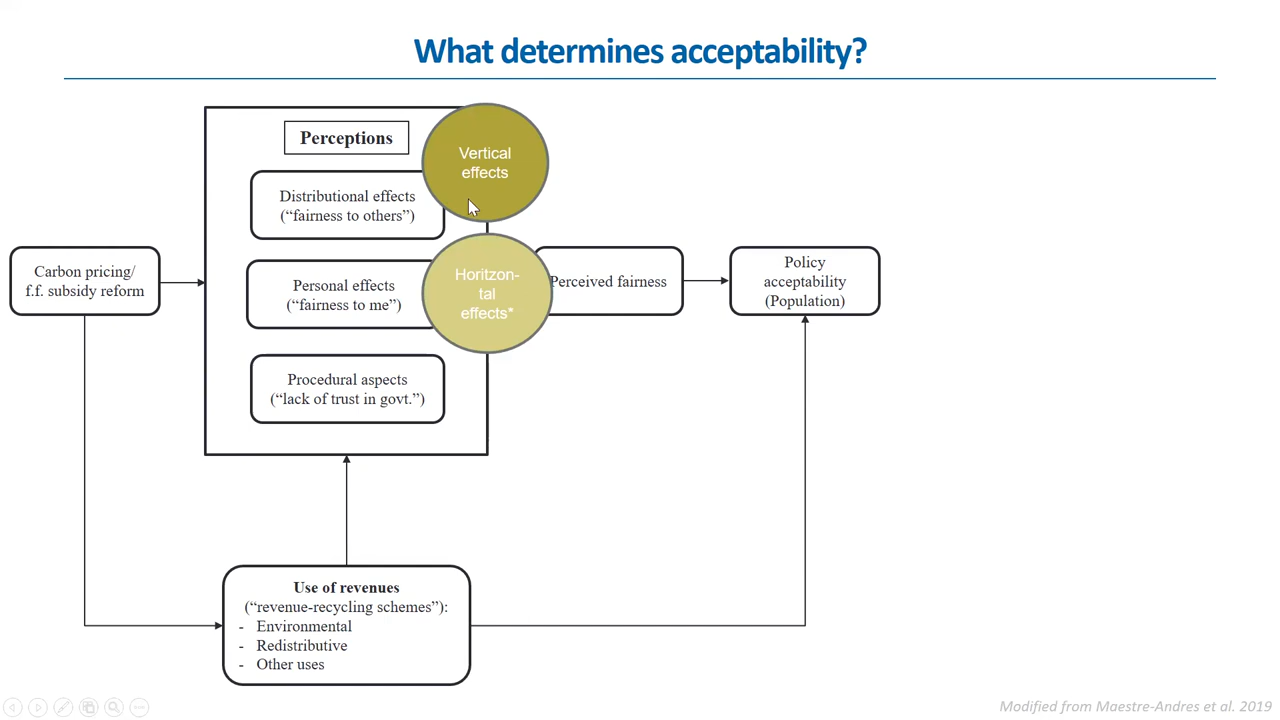 What determines acceptability?
Perceptions
Vertical
effects
Distributional effects
(“fairness to others”)
Carbon pricing/
f.f. subsidy reform
Personal effects
(“fairness to me”)
Horitzon-
tal
effects*
Perceived fairness
Policy
acceptability
(Population)
Procedural aspects
(“lack of trust in govt.”)
Use of revenues
(“revenue-recycling schemes”):
- Environmental
- Redistributive
- Other uses
Modified from Maestre-Andres et al. 2019